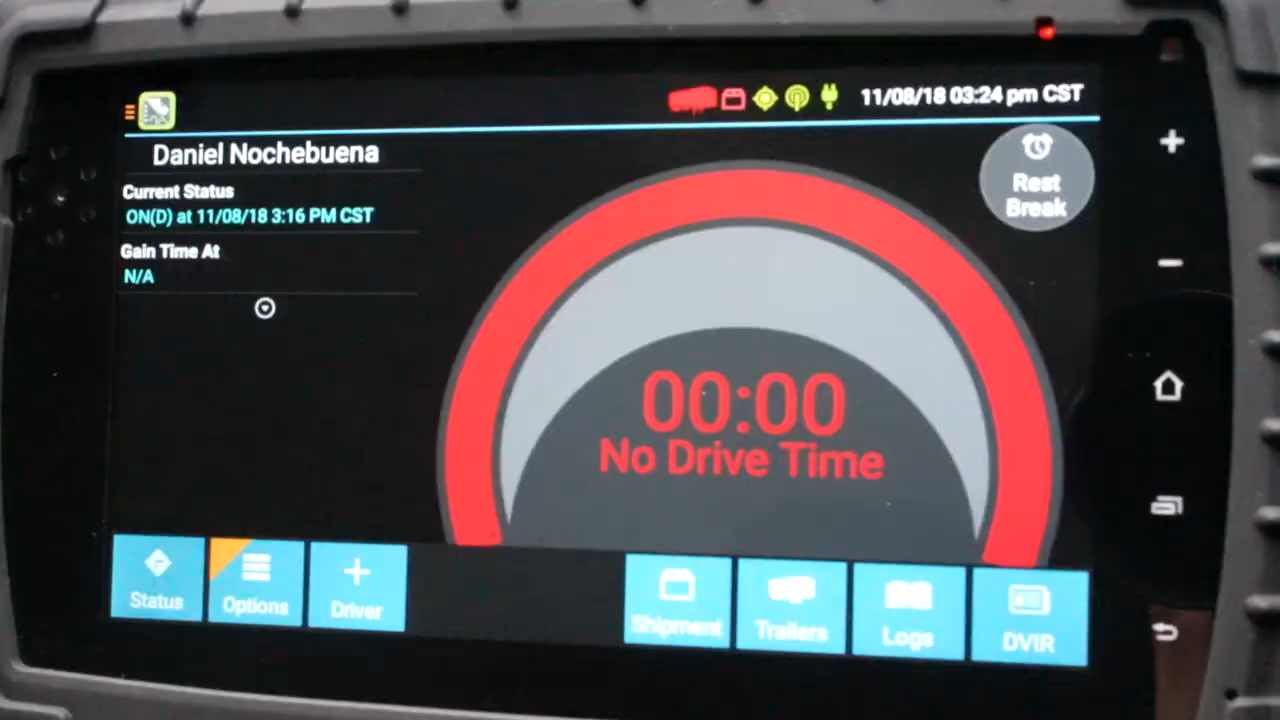 11/08/18 03:24 pm CST
Daniel Nochebuena
Current Status
ON(D) at 11/08/18 3:16 PM CST
Gain Time At
N/A
Rest
Break
00:00
No Drive Time
Status
Options
Driver
Shipment
Trailers
Logs
DVIR